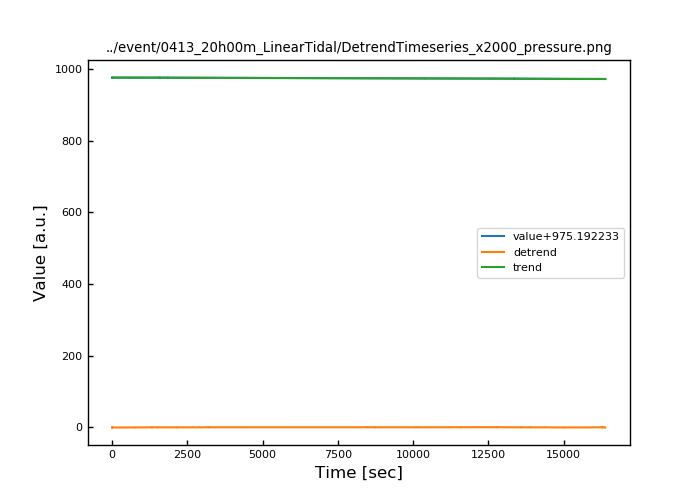 ../event/0413_20h00m_LinearTidal/DetrendTimeseries_x2000_pressure.png
1000
800
600
400
200
0
Value [a.u.]
value+975.192233
detrend
trend
0
2500
5000
7500
10000
12500
15000
Time [sec]